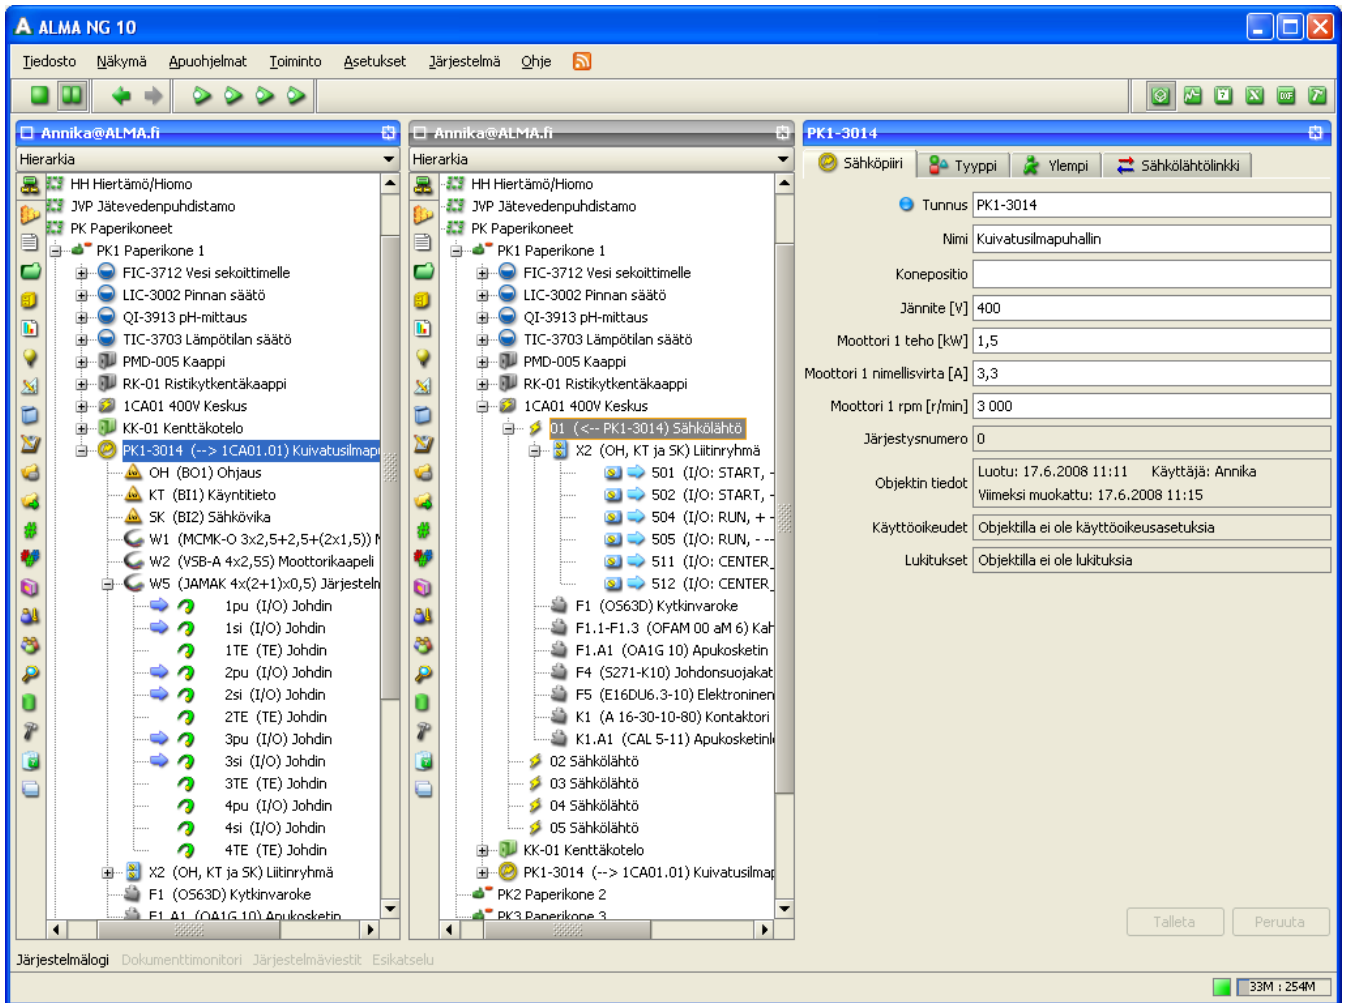 ALMA NG 10
Tiedosto Näkymä Apuohjelmat Toiminto Asetukset Järjestelmä Ohje
Annika@ALMA.fi
Hierarkia
HH Hiertämö/Hiomo
JVP Jätevedenpuhdistamo
PK Paperikoneet
PK1 Paperikone 1
FIC-3712 Vesi sekoittimelle
LIC-3002 Pinnan säätö
QI-3913 pH-mittaus
TIC-3703 Lämpötilan säätö
PMD-005 Kaappi
RK-01 Ristikytkentäkaappi
1CA01 400V Keskus
KK-01 Kenttäkotelo
PK1-3014 (--> 1CA01.01) Kuivatusilmapu
OH (BO1) Ohjaus
KT (BI1) Käyntitieto
SK (BI2) Sähkövika
W1 (MCMK-O 3x2,5+2,5+(2x1,5)) M
W2 (VSB-A 4x2,5S) Moottorikaapeli
W5 (JAMAK 4x(2+1)x0,5) Järjesteln
1pu (I/O) Johdin
1si (I/O) Johdin
1TE (TE) Johdin
2pu (I/O) Johdin
2si (I/O) Johdin
2TE (TE) Johdin
3pu (I/O) Johdin
3si (I/O) Johdin
3TE (TE) Johdin
4pu (I/O) Johdin
4si (I/O) Johdin
4TE (TE) Johdin
X2 (OH, KT ja SK) Liitinryhmä
F1 (OS63D) Kytkinvaroke
F1.A1 (OA1G 10) Apukosketin
Annika@ALMA.fi
Hierarkia
HH Hiertämö/Hiomo
JVP Jätevedenpuhdistamo
PK Paperikoneet
PK1 Paperikone 1
FIC-3712 Vesi sekoittimelle
LIC-3002 Pinnan säätö
QI-3913 pH-mittaus
TIC-3703 Lämpötilan säätö
PMD-005 Kaappi
RK-01 Ristikytkentäkaappi
1CA01 400V Keskus
01 (<-- PK1-3014) Sähkölähtö
X2 (OH, KT ja SK) Liitinryhmä
501 (I/O: START, -
502 (I/O: START, -
504 (I/O: RUN, + -
505 (I/O: RUN, - --
511 (I/O: CENTER_
512 (I/O: CENTER_
F1 (OS63D) Kytkinvaroke
F1.1-F1.3 (OFAM 00 aM 6) Kah
F1.A1 (OA1G 10) Apukosketin
F4 (S271-K10) Johdonsuojakat
F5 (E16DU6.3-10) Elektroninen
K1 (A 16-30-10-80) Kontaktori
K1.A1 (CAL 5-11) Apukosketinl
02 Sähkölähtö
03 Sähkölähtö
04 Sähkölähtö
05 Sähkölähtö
KK-01 Kenttäkotelo
PK1-3014 (--> 1CA01.01) Kuivatusilmap
PK2 Paperikone 2
PK3 Paperikone 3
PK1-3014
Sähköpiiri Tyyppi Ylempi Sähkölähtölinkki
Tunnus PK1-3014
Nimi Kuivatusilmapuhallin
Konepositio
Jännite [V] 400
Moottori 1 teho [kW] 1,5
Moottori 1 nimellisvirta [A] 3,3
Moottori 1 rpm [r/min] 3 000
Järjestysnumero 0
Objektin tiedot Luotu: 17.6.2008 11:11 Käyttäjä: Annika
Viimeksi muokattu: 17.6.2008 11:15
Käyttöoikeudet Objektilla ei ole käyttöoikeusasetuksia
Lukitukset Objektilla ei ole lukituksia
Talleta Peruuta
Järjestelmälogi Dokumenttimonitori Järjestelmäviestit Esikatselu
33M : 254M